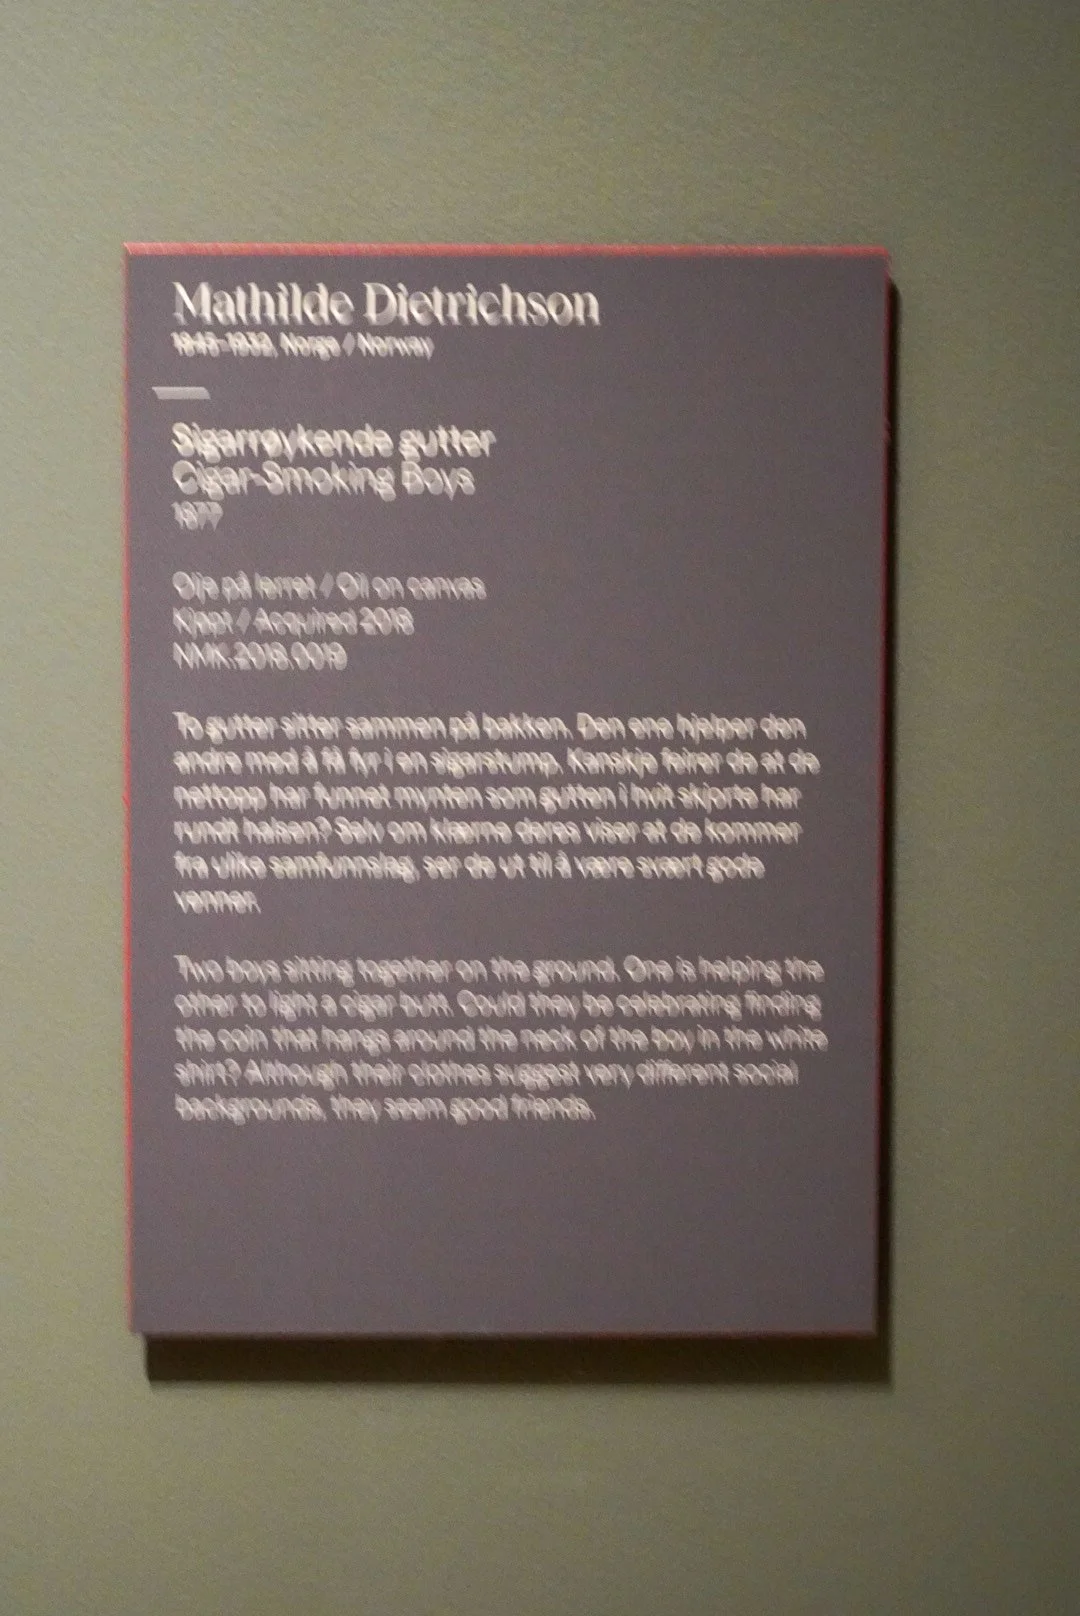 Mathilde Dietrichson
Norge / Norway
Sigarrøykende gutter
Cigar-Smoking Boys
1877
Olje på lerret / Oil on canvas
Kjøpt / Acquired 2018
To gutter sitter sammen på bakken. Den ene hjelper den
andre med å få fyr i en sigarstump. Kanskje feirer de at de
nettopp har funnet mynten som gutten i hvit skjorte har
rundt halsen? Selv om klærne deres viser at de kommer
fra ulike samfunnslag, ser de ut til å være svært gode
venner.
Two boys sitting together on the ground. One is helping the
other to light a cigar butt. Could they be celebrating finding
the coin that hangs around the neck of the boy in the white
shirt? Although their clothes suggest very different social
backgrounds, they seem good friends.